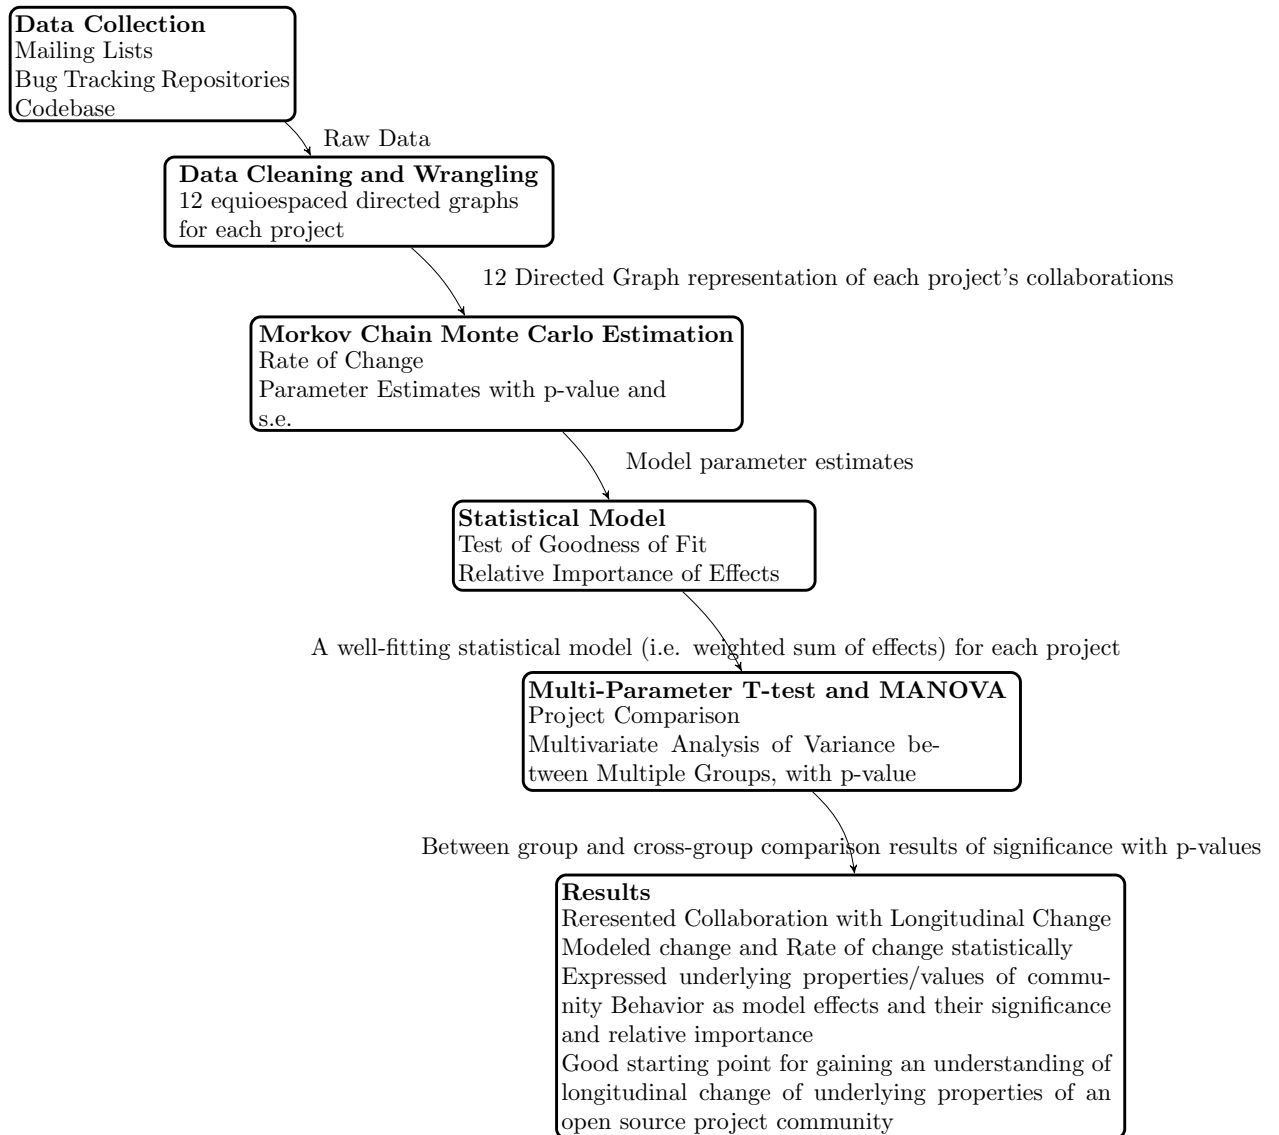 Data Collection
Mailing Lists
Bug Tracking Repositories
Codebase
Raw Data
Data Cleaning and Wrangling
12 equioespaced directed graphs
for each project
12 Directed Graph representation of each project's collaborations
Morkov Chain Monte Carlo Estimation
Rate of Change
Parameter Estimates with p-value and
s.e.
Model parameter estimates
Statistical Model
Test of Goodness of Fit
Relative Importance of Effects
A well-fitting statistical model (i.e. weighted sum of effects) for each project
Multi-Parameter T-test and MANOVA
Project Comparison
Multivariate Analysis of Variance be-
tween Multiple Groups, with p-value
Between group and cross-group comparison results of significance with p-values
Results
Reresented Collaboration with Longitudinal Change
Modeled change and Rate of change statistically
Expressed underlying properties/values of commu-
nity Behavior as model effects and their significance
and relative importance
Good starting point for gaining an understanding of
longitudinal change of underlying properties of an
open source project community